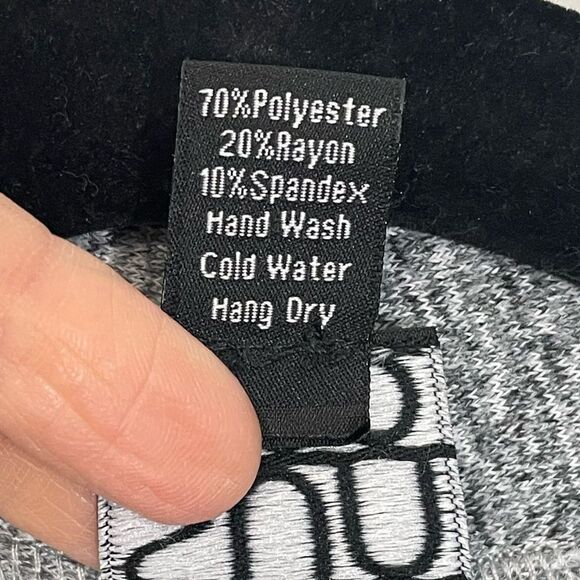 70%Polyester
20%Rayon
10%Spandex
Hand Wash
Cold Water
Hang Dry